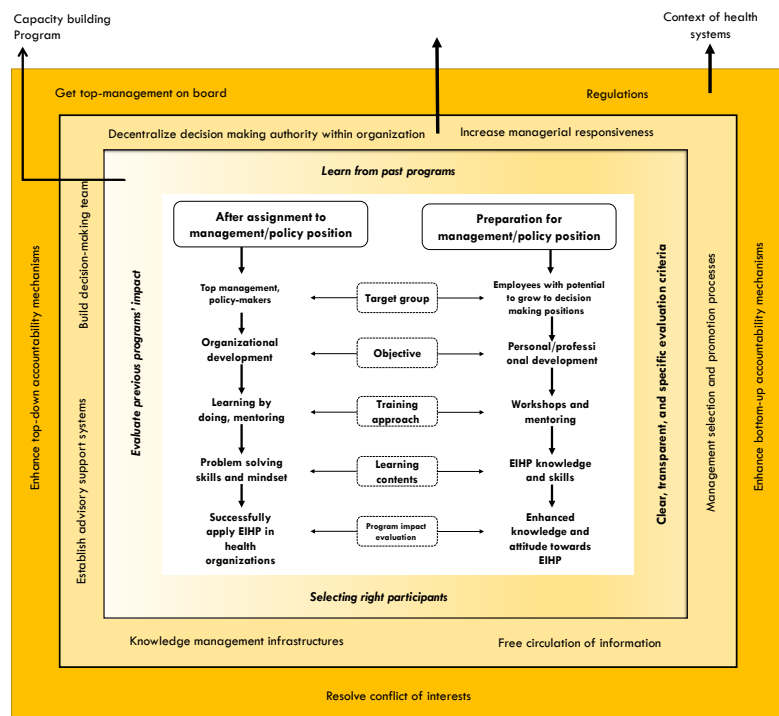 Capacity building
Program
Context of health
systems
Get top-management on board
Regulations
Decentralize decision making authority within organization
Increase managerial responsiveness
Learn from past programs
Enhance top-down accountability mechanisms
Build decision-making team
Establish advisory support systems
Evaluate previous programs' impact
After assignment to
management/policy position
Preparation for
management/policy position
Top management,
policy-makers
Target group
Employees with potential
to grow to decision
making positions
Organizational
development
Objective
Personal/professi
onal development
Learning by
doing, mentoring
Training
approach
Workshops and
mentoring
Problem solving
skills and mindset
Learning
contents
EIHP knowledge
and skills
Successfully
apply EIHP in
health
organizations
Program impact
evaluation
Enhanced
knowledge and
attitude towards
EIHP
Clear, transparent, and specific evaluation criteria
Management selection and promotion processes
Enhance bottom-up accountability mechanisms
Selecting right participants
Knowledge management infrastructures
Free circulation of information
Resolve conflict of interests